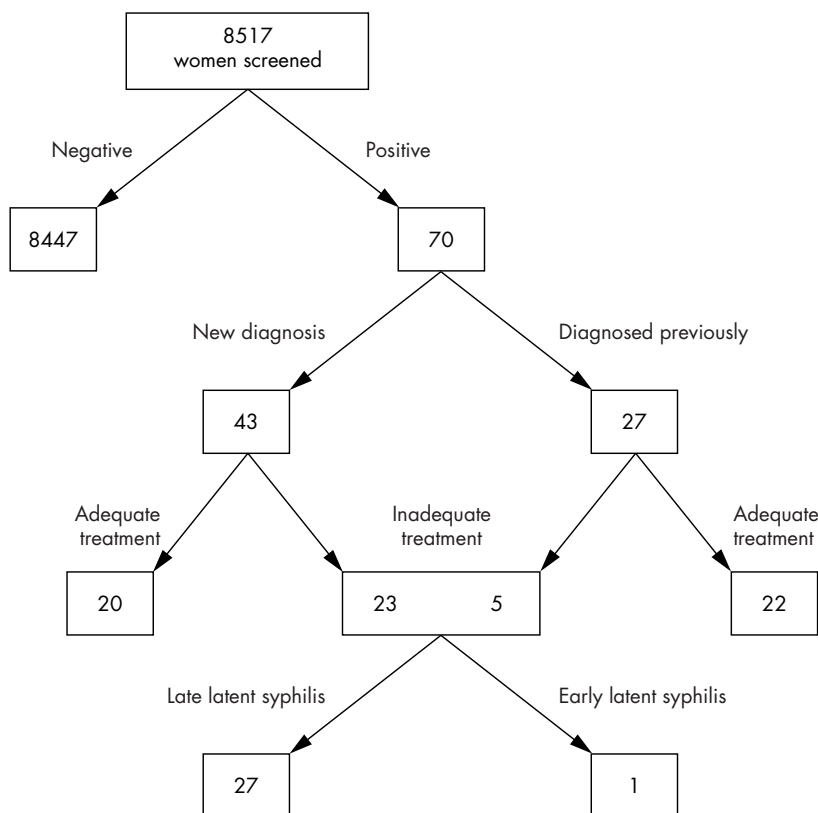 8517
women screened
Negative
Positive
8447
70
New diagnosis
Diagnosed previously
43
27
Adequate
treatment
Inadequate
treatment
Adequate
treatment
20
23 5
22
Late latent syphilis
Early latent syphilis
27
1